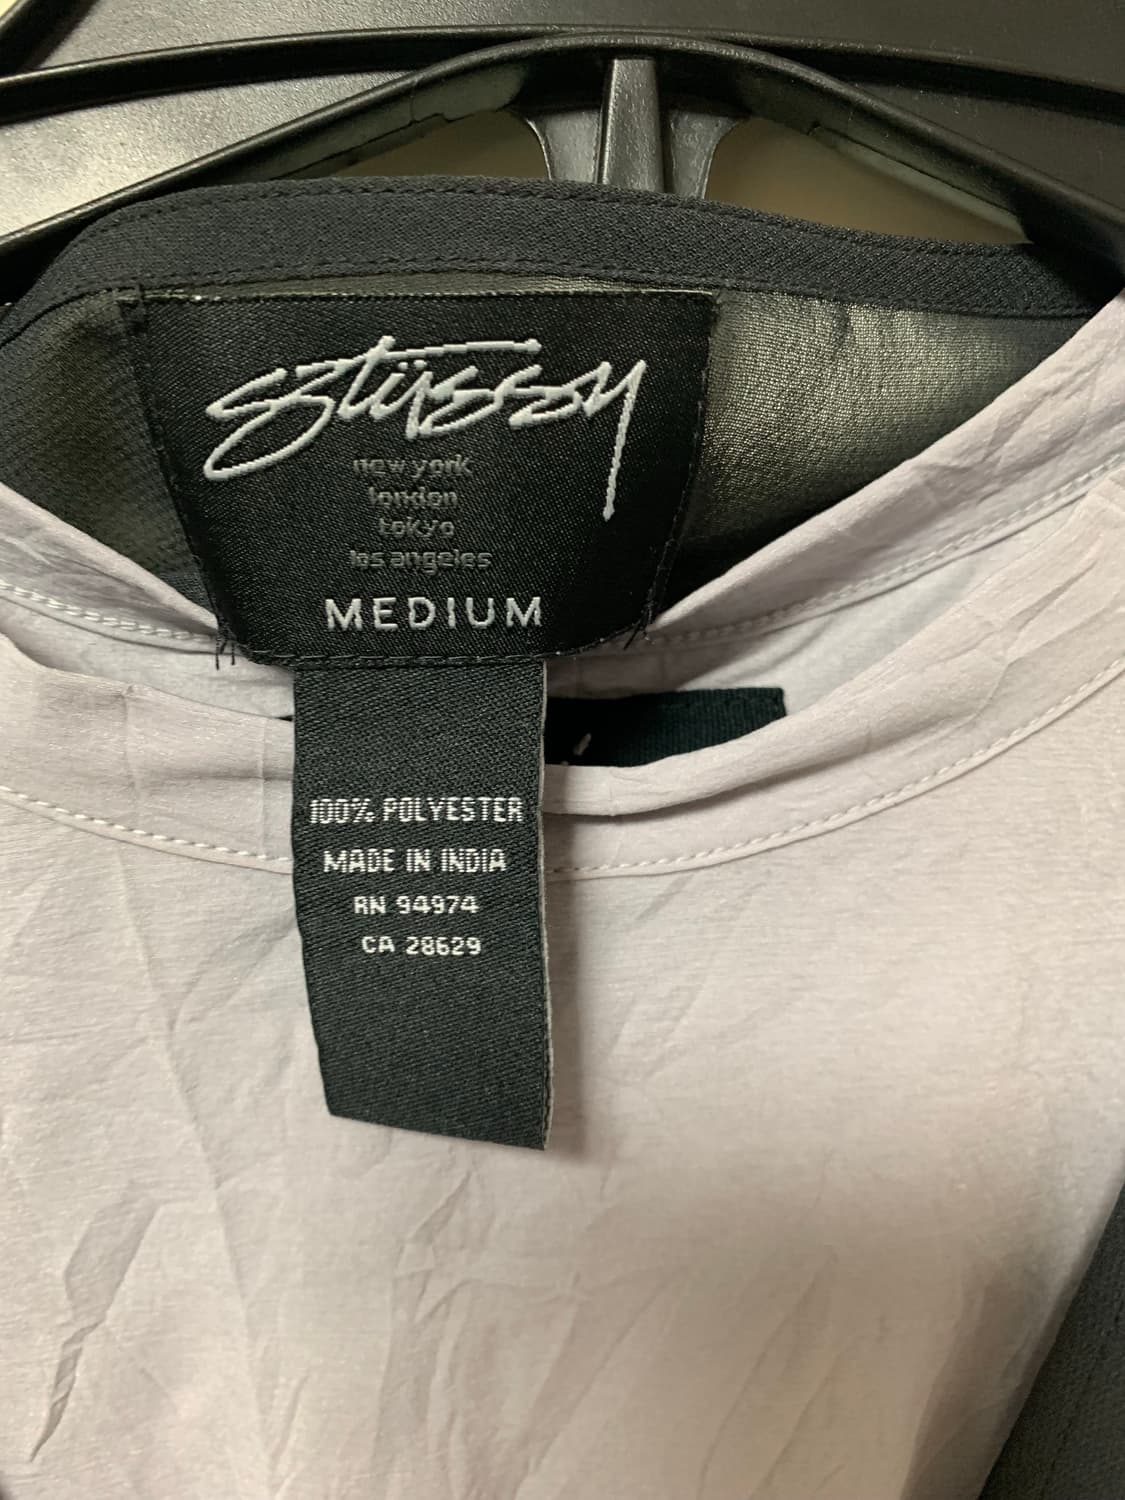 stüssy
new york
london
tokyo
los angeles
MEDIUM
100% POLYESTER
MADE IN INDIA
RN 94974
CA 28629